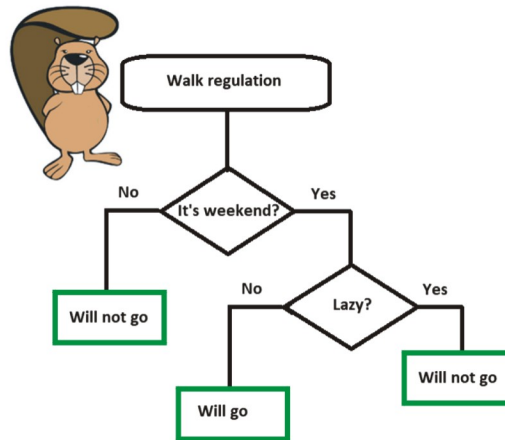 Walk regulation
No
Yes
It's weekend?
No
Yes
Will not go
Lazy?
Will go
Will not go